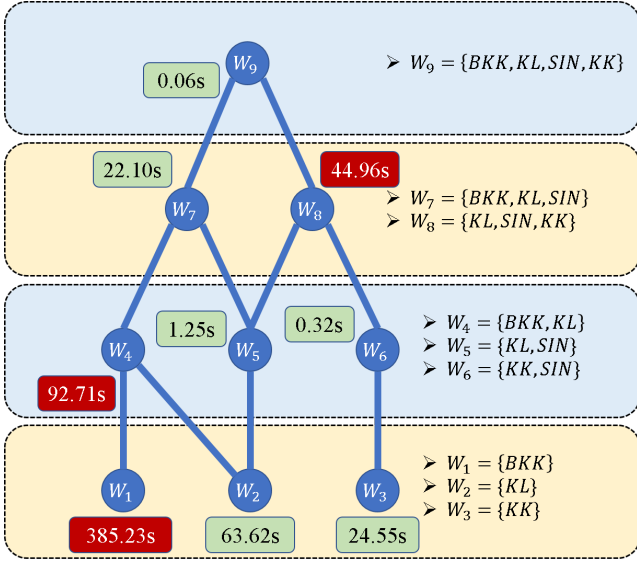 W9
➢ W9 = {BKK, KL, SIN, KK}
0.06s
22.10s
44.96s
W7
W8
➢ W7 = {BKK, KL, SIN}
➢ W8 = {KL, SIN, KK}
1.25s
0.32s
W4
W5
W6
➢ W4 = {BKK, KL}
➢ W5 = {KL, SIN}
➢ W6 = {KK, SIN}
92.71s
W1
W2
W3
➢ W1 = {BKK}
➢ W2 = {KL}
➢ W3 = {KK}
385.23s
63.62s
24.55s